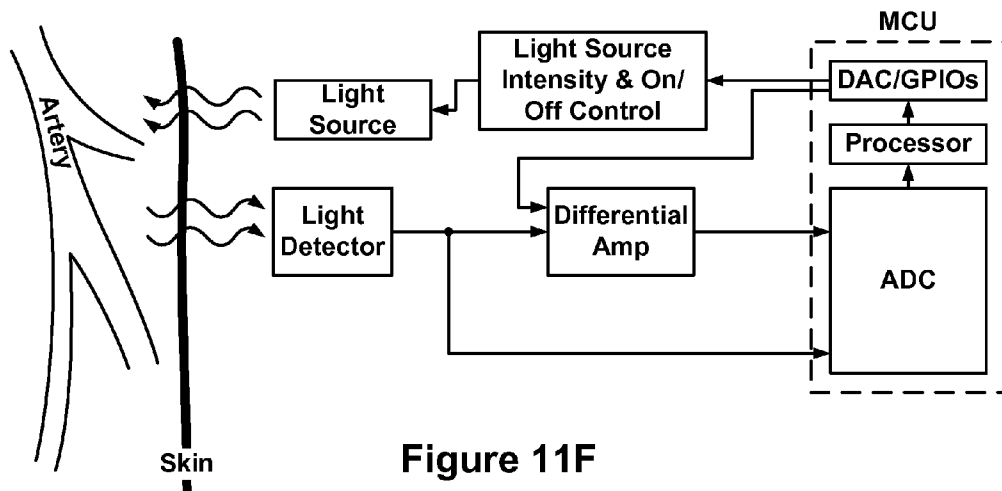 MCU
Light Source
Intensity & On/
Off Control
DAC/GPIOs
Light
Source
Artery
Processor
Light
Detector
Differential
Amp
ADC
Skin
Figure 11F